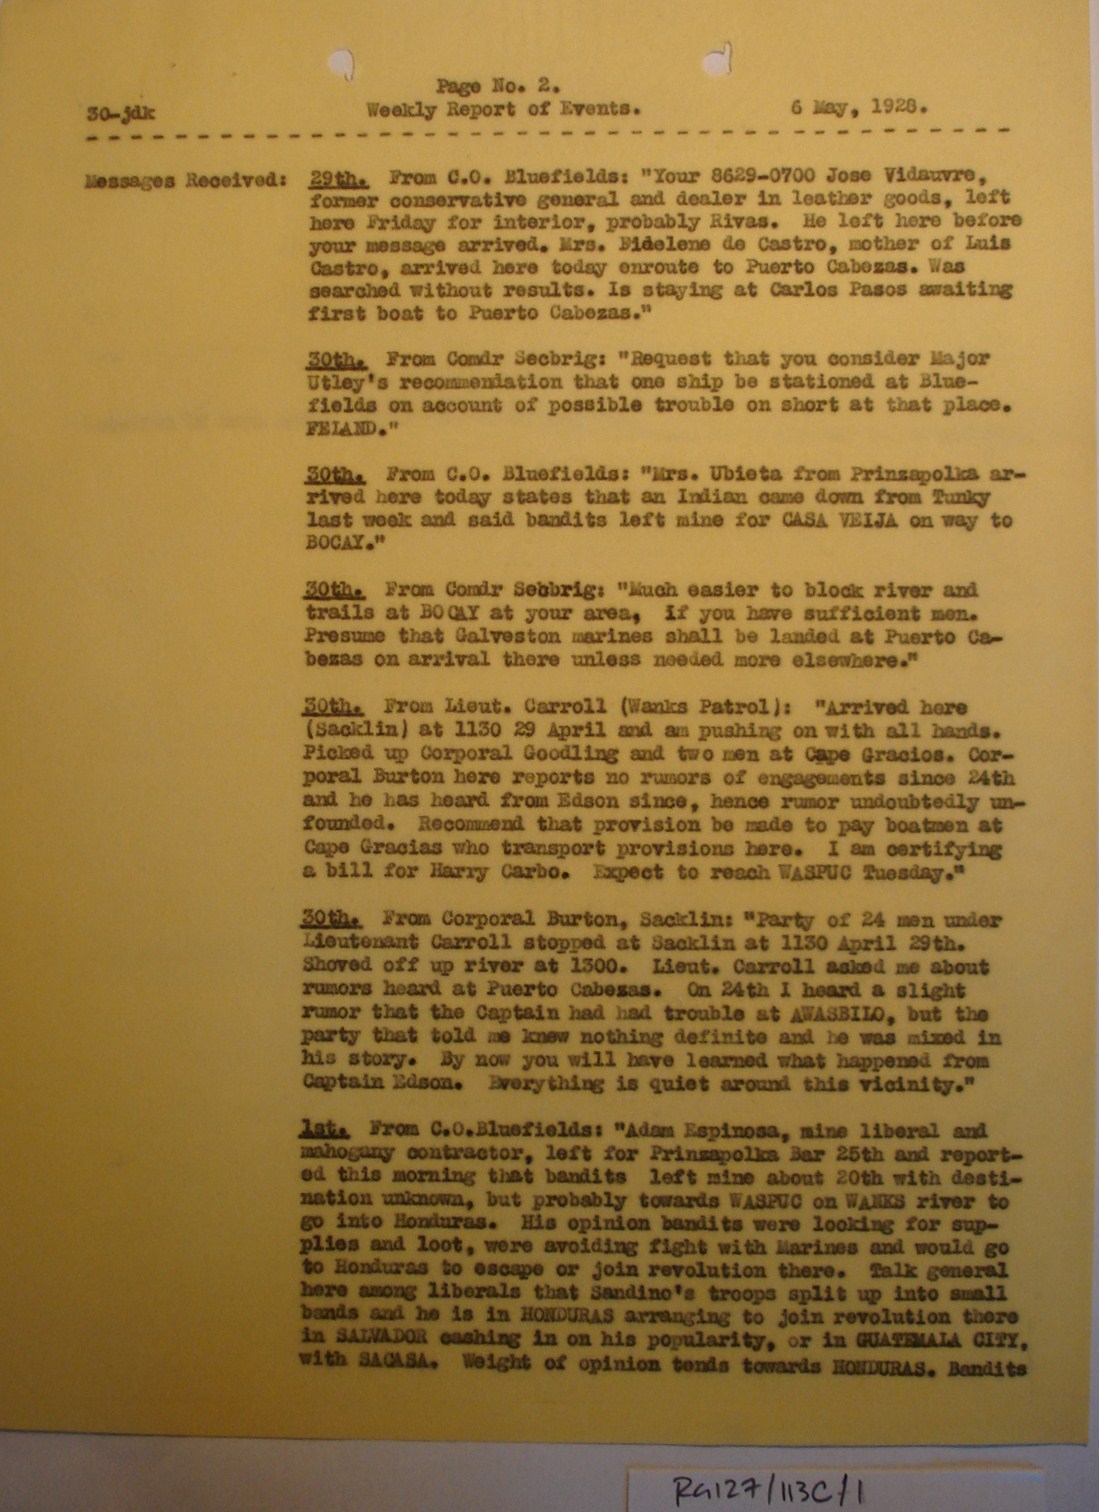 Page No. 2.
30-jdk Weekly Report of Events. 6 May, 1928.
Messages Received: 29th. From C.O. Bluefields: "Your 8629-0700 Jose Vidauvre,
former conservative general and dealer in leather goods, left
here Friday for interior, probably Rivas. He left here before
your message arrived. Mrs. Fidelene de Castro, mother of Luis
Castro, arrived here today enroute to Puerto Cabezas. Was
searched without results. Is staying at Carlos Pasos awaiting
first boat to Puerto Cabezas."
30th. From Comdr Secbrig: "Request that you consider Major
Utley's recommendation that one ship be stationed at Blue-
fields on account of possible trouble on short at that place.
FELAND."
30th. From C.O. Bluefields: "Mrs. Ubieta from Prinzapolka ar-
rived here today states that an Indian came down from Tunky
last week and said bandits left mine for CASA VEIJA on way to
BOCAY."
30th. From Comdr Secbrig: "Much easier to block river and
trails at BOCAY at your area, if you have sufficient men.
Presume that Galveston marines shall be landed at Puerto Ca-
bezas on arrival there unless needed more elsewhere."
30th. From Lieut. Carroll (Wanks Patrol): "Arrived here
(Sacklin) at 1130 29 April and am pushing on with all hands.
Picked up Corporal Goodling and two men at Cape Gracios. Cor-
poral Burton here reports no rumors of engagements since 24th
and he has heard from Edson since, hence rumor undoubtedly un-
founded. Recommend that provision be made to pay boatmen at
Cape Gracias who transport provisions here. I am certifying
a bill for Harry Carbo. Expect to reach WASPUC Tuesday."
30th. From Corporal Burton, Sacklin: "Party of 24 men under
Lieutenant Carroll stopped at Sacklin at 1130 April 29th.
Shoved off up river at 1300. Lieut. Carroll asked me about
rumors heard at Puerto Cabezas. On 24th I heard a slight
rumor that the Captain had had trouble at AWASBILO, but the
party that told me knew nothing definite and he was mixed in
his story. By now you will have learned what happened from
Captain Edson. Everything is quiet around this vicinity."
1st. From C.O.Bluefields: "Adam Espinosa, mine liberal and
mahogany contractor, left for Prinzapolka Bar 25th and report-
ed this morning that bandits left mine about 20th with desti-
nation unknown, but probably towards WASPUC on WANKS river to
go into Honduras. His opinion bandits were looking for sup-
plies and loot, were avoiding fight with Marines and would go
to Honduras to escape or join revolution there. Talk general
here among liberals that Sandino's troops split up into small
bands and he is in HONDURAS arranging to join revolution there
in SALVADOR cashing in on his popularity, or in GUATEMALA CITY,
with SACASA. Weight of opinion tends towards HONDURAS. Bandits
RG127/113C/1